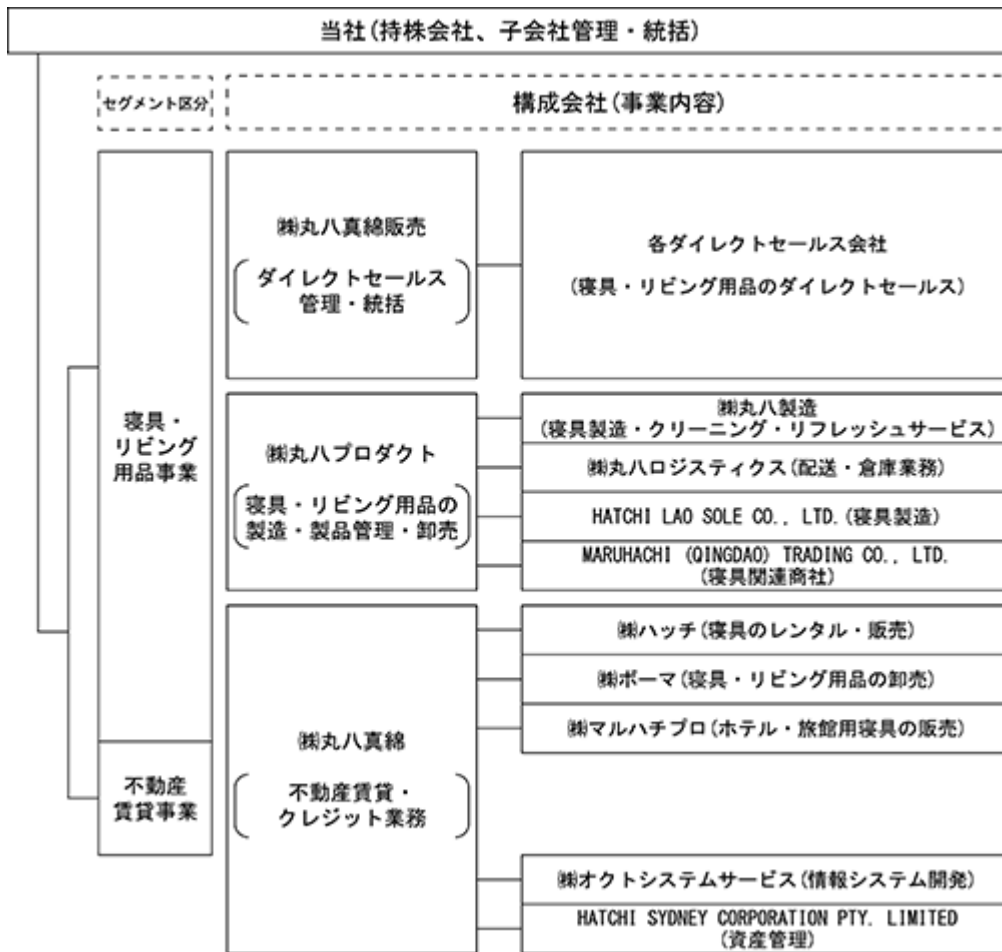 当社(持株会社、子会社管理・統括)
セグメント区分
構成会社(事業内容)
寝具・
リビング
用品事業
㈱丸八真綿販売
ダイレクトセールス
管理・統括
各ダイレクトセールス会社
(寝具・リビング用品のダイレクトセールス)
㈱丸八プロダクト
寝具・リビング用品の
製造・製品管理・卸売
㈱丸八製造
(寝具製造・クリーニング・リフレッシュサービス)
㈱丸八ロジスティクス(配送・倉庫業務)
HATCHI LAO SOLE CO., LTD.(寝具製造)
MARUHACHI (QINGDAO) TRADING CO., LTD.
(寝具関連商社)
㈱丸八真綿
不動産賃貸・
クレジット業務
㈱ハッチ(寝具のレンタル・販売)
㈱ボーマ(寝具・リビング用品の卸売)
㈱マルハチプロ(ホテル・旅館用寝具の販売)
不動産
賃貸事業
㈱オクトシステムサービス(情報システム開発)
HATCHI SYDNEY CORPORATION PTY. LIMITED
(資産管理)